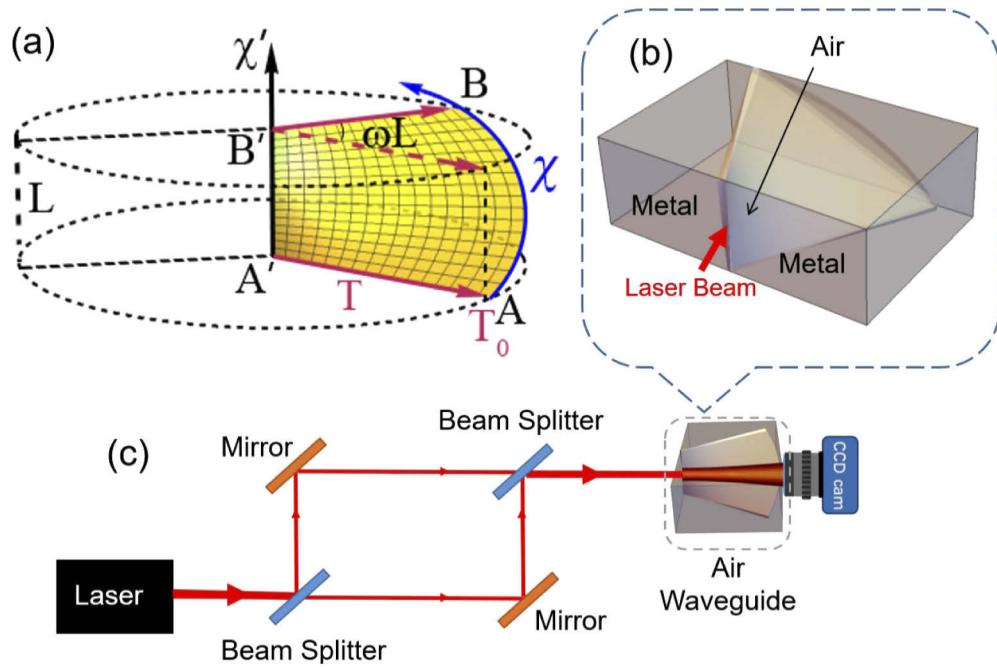 (a)
χ′
B
B′
ωL
χ
L
A′
T
A
T₀
(b)
Air
Metal
Metal
Laser Beam
(c)
Beam Splitter
Mirror
CCD cam
Laser
Air
Waveguide
Mirror
Beam Splitter